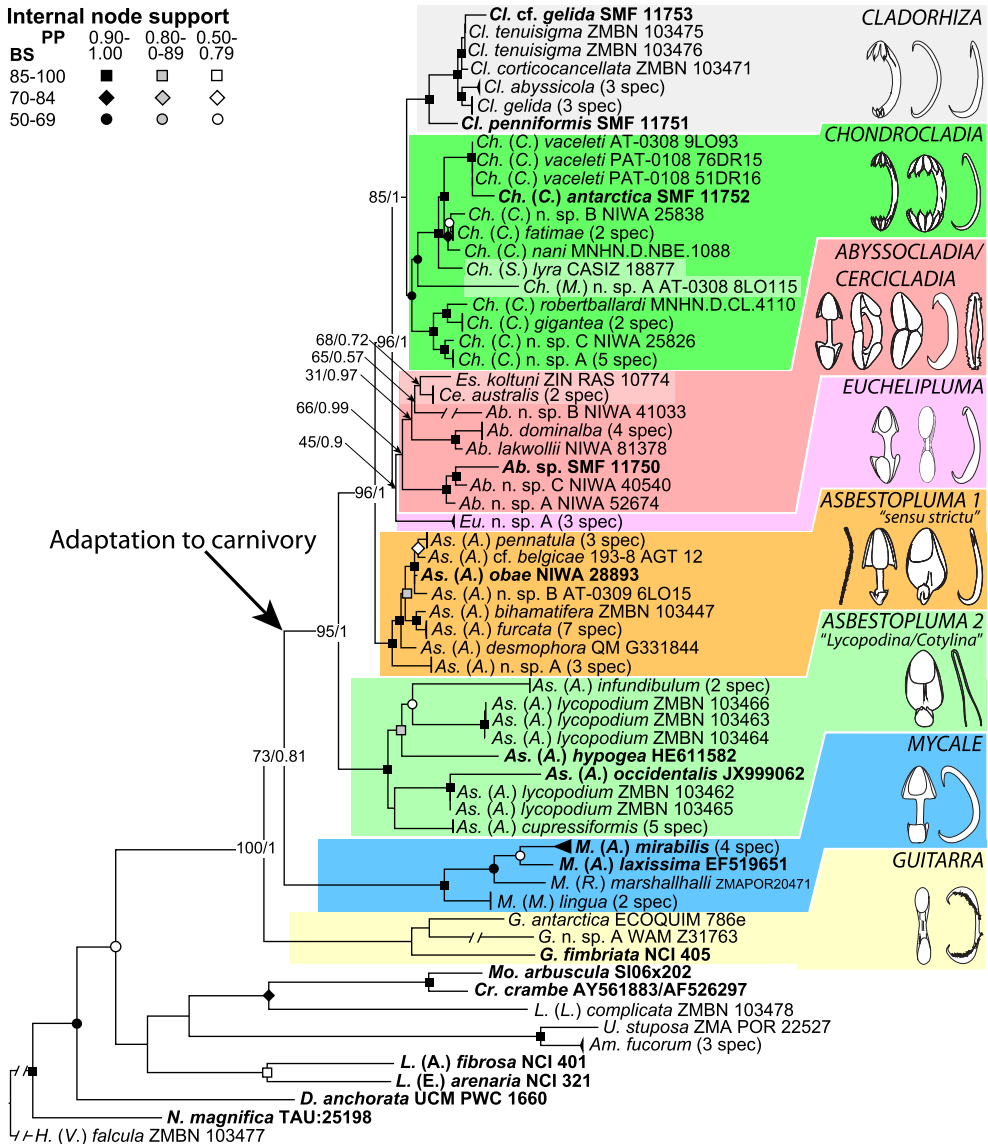 Internal node support
PP 0.90-1.00 0.80-0-89 0.50-0.79
BS
85-100
70-84
50-69
CLADORHIZA
Cl. cf. gelida SMF 11753
Cl. tenuisigma ZMBN 103475
Cl. tenuisigma ZMBN 103476
Cl. corticocancellata ZMBN 103471
Cl. abyssicola (3 spec)
Cl. gelida (3 spec)
Cl. penniformis SMF 11751
CHONDROCLADIA
Ch. (C.) vaceleti AT-0308 9LO93
Ch. (C.) vaceleti PAT-0108 76DR15
Ch. (C.) vaceleti PAT-0108 51DR16
Ch. (C.) antarctica SMF 11752
Ch. (C.) n. sp. B NIWA 25838
Ch. (C.) fatimae (2 spec)
Ch. (C.) nani MNHN.D.NBE.1088
Ch. (S.) lyra CASIZ 18877
Ch. (M.) n. sp. A AT-0308 8LO115
Ch. (C.) robertballardi MNHN.D.CL.4110
Ch. (C.) gigantea (2 spec)
Ch. (C.) n. sp. C NIWA 25826
Ch. (C.) n. sp. A (5 spec)
85/1
ABYSSOCLADIA/
CERCICLADIA
68/0.72
96/1
65/0.57
31/0.97
66/0.99
45/0.9
Es. koltuni ZIN RAS 10774
Ce. australis (2 spec)
Ab. n. sp. B NIWA 41033
Ab. dominalba (4 spec)
Ab. lakwollii NIWA 81378
Ab. sp. SMF 11750
Ab. n. sp. C NIWA 40540
Ab. n. sp. A NIWA 52674
EUCHELIPLUMA
Eu. n. sp. A (3 spec)
96/1
ASBESTOPLUMA 1
"sensu strictu"
As. (A.) pennatula (3 spec)
As. (A.) cf. belgicae 193-8 AGT 12
As. (A.) obae NIWA 28893
As. (A.) n. sp. B AT-0309 6LO15
As. (A.) bihamatifera ZMBN 103447
As. (A.) furcata (7 spec)
As. (A.) desmophora QM G331844
As. (A.) n. sp. A (3 spec)
Adaptation to carnivory
95/1
ASBESTOPLUMA 2
"Lycopodina/Cotylina"
As. (A.) infundibulum (2 spec)
As. (A.) lycopodium ZMBN 103466
As. (A.) lycopodium ZMBN 103463
As. (A.) lycopodium ZMBN 103464
As. (A.) hypogea HE611582
As. (A.) occidentalis JX999062
As. (A.) lycopodium ZMBN 103462
As. (A.) lycopodium ZMBN 103465
As. (A.) cupressiformis (5 spec)
73/0.81
MYCALE
M. (A.) mirabilis (4 spec)
M. (A.) laxissima EF519651
M. (R.) marshallhalli ZMAPOR20471
M. (M.) lingua (2 spec)
100/1
GUITARRA
G. antarctica ECOQUIM 786e
G. n. sp. A WAM Z31763
G. fimbriata NCI 405
Mo. arbuscula SI06x202
Cr. crambe AY561883/AF526297
L. (L.) complicata ZMBN 103478
U. stuposa ZMA POR 22527
Am. fucorum (3 spec)
L. (A.) fibrosa NCI 401
L. (E.) arenaria NCI 321
D. anchorata UCM PWC 1660
N. magnifica TAU:25198
H. (V.) falcula ZMBN 103477